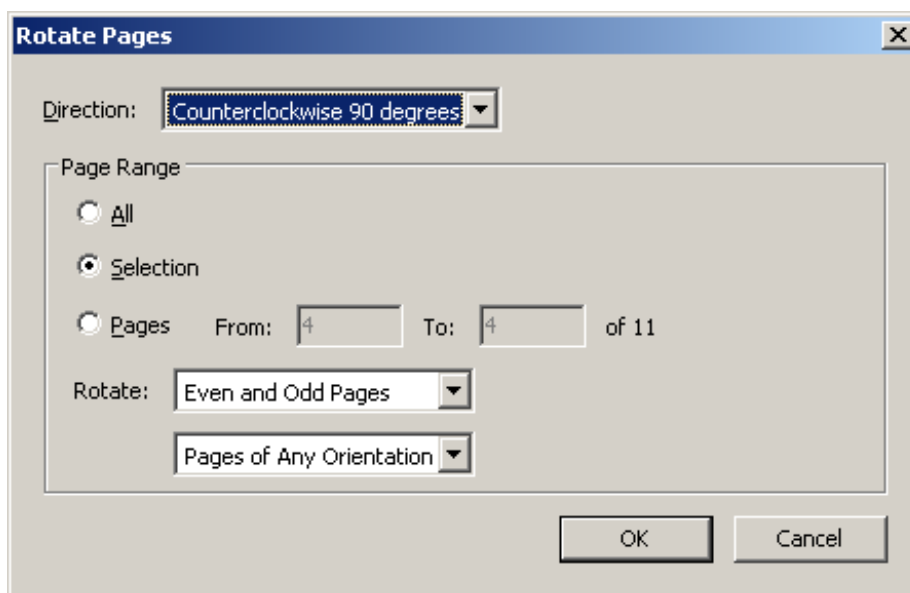 Rotate Pages
Direction: Counterclockwise 90 degrees
Page Range
All
Selection
Pages From: 4 To: 4 of 11
Rotate: Even and Odd Pages
Pages of Any Orientation
OK Cancel